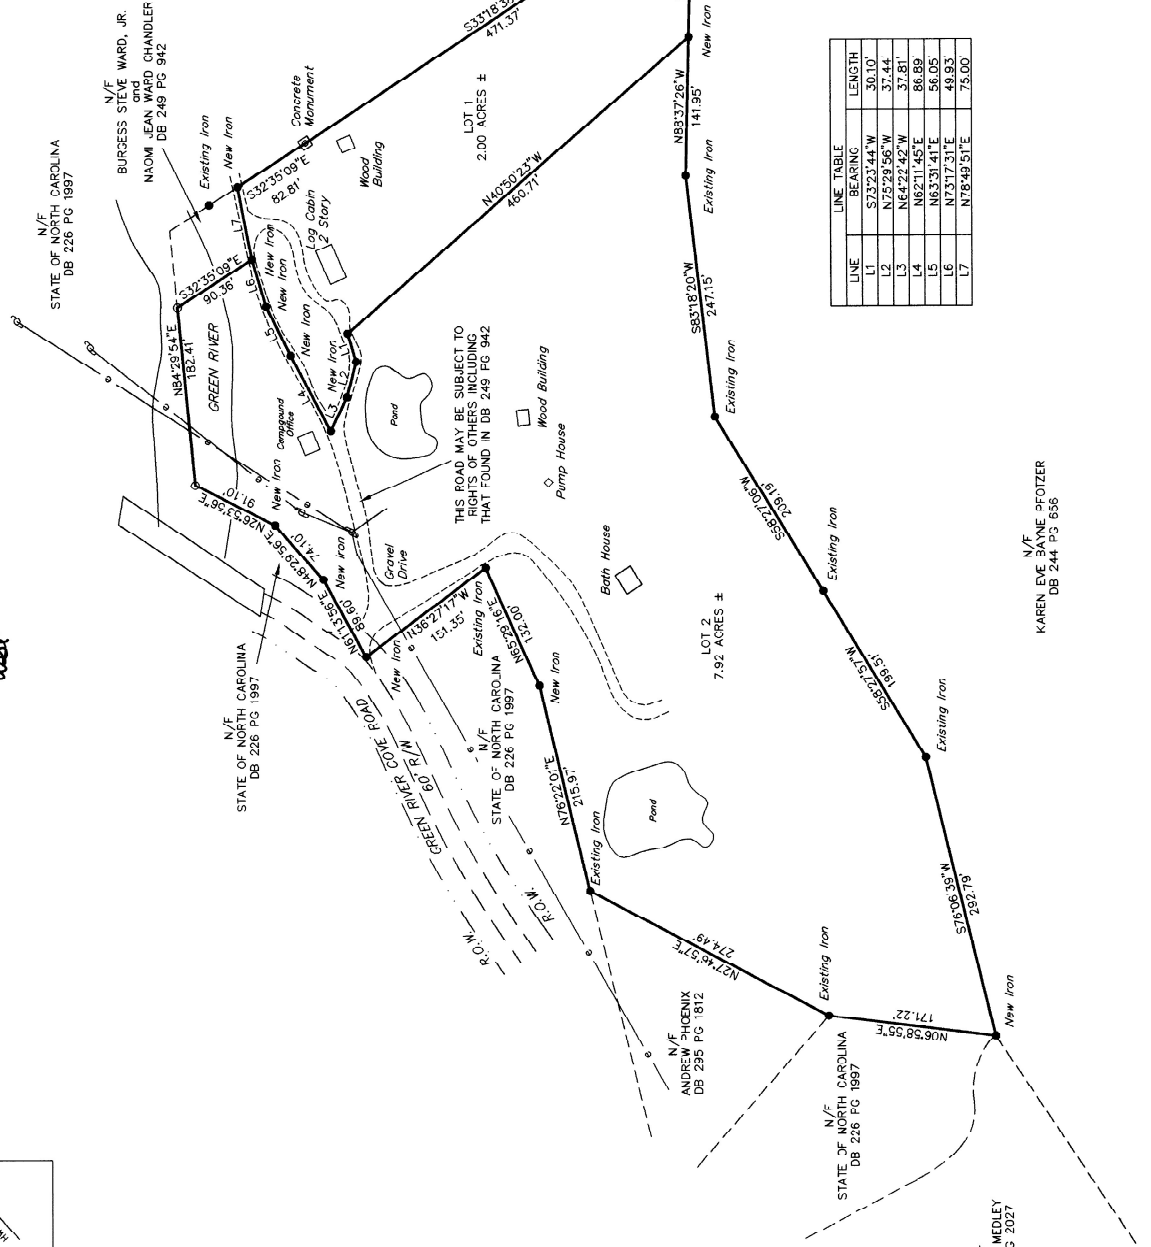 N/F
STATE OF NORTH CAROLINA
DB 226 PG 1997
N/F
BURGESS STEVE WARD, JR.
and
NAOMI JEAN WARD CHANDLER
DB 249 PG 942
471.37'
Existing Iron
New Iron
Concrete
Monument
S32°35'09"E
82.81'
Wood
Building
LOT 1
2.00 ACRES ±
N40°50'23"W
460.71'
New Iron
N88°37'26"W
141.95'
Existing Iron
LINE TABLE
LINE BEARING LENGTH
L1 S73°23'44"W 30.10'
L2 N75°29'56"W 37.44
L3 N64°22'42"W 37.81'
L4 N62°11'45"E 86.89'
L5 N63°31'41"E 56.05'
L6 N73°17'31"E 49.93'
L7 N78°49'51"E 75.00'
S32°35'09"E
90.36'
N84°29'54"E
182.41'
GREEN RIVER
L7
L6
L5
L4
L3
L2
L1
New Iron
New Iron
New Iron
New Iron
Log Cabin
2 Story
Campground
Office
Pond
THIS ROAD MAY BE SUBJECT TO
RIGHTS OF OTHERS INCLUDING
THAT FOUND IN DB 249 PG 942
Wood Building
Pump House
S83°18'20"W
247.15'
Existing Iron
N26°53'56"E
91.10'
New Iron
N48°29'56"E
74.10'
New Iron
N61°13'56"E
89.60'
New Iron
Gravel
Drive
N36°27'17"W
151.35'
Existing Iron
N65°29'16"E
132.00'
New Iron
Bath House
S58°27'06"W
209.19'
Existing Iron
LOT 2
7.92 ACRES ±
N/F
KAREN EVE BAYNE PFOTZER
DB 244 PG 656
N/F
STATE OF NORTH CAROLINA
DB 226 PG 1997
N/F
STATE OF NORTH CAROLINA
DB 226 PG 1997
GREEN RIVER COVE ROAD
60' R/W
R.O.W.
R.O.W.
215.97'
Existing Iron
Pond
S58°27'57"W
199.51'
Existing Iron
S76°06'39"W
292.79'
N27°46'57"E
274.49'
Existing Iron
N06°58'55"E
171.22'
New Iron
N/F
ANDREW PHOENIX
DB 295 PG 1812
N/F
STATE OF NORTH CAROLINA
DB 226 PG 1997
MEDLEY
2027